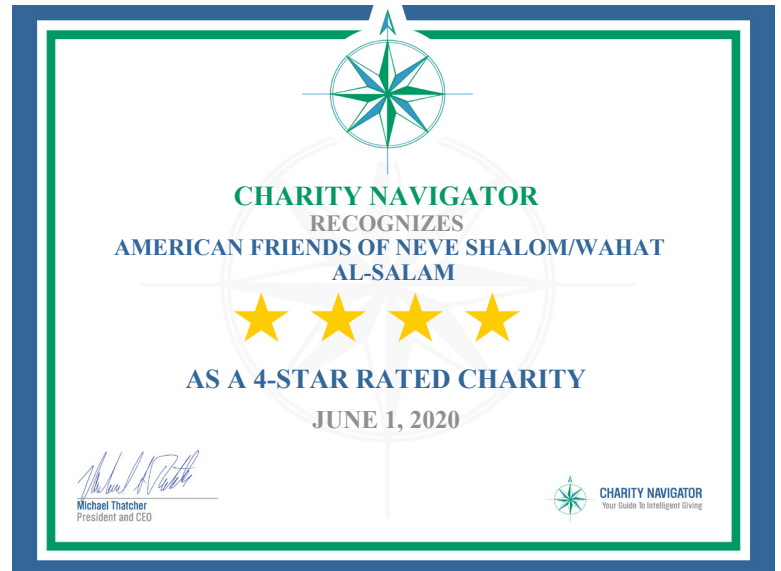 CHARITY NAVIGATOR
RECOGNIZES
AMERICAN FRIENDS OF NEVE SHALOM/WAHAT
AL-SALAM
AS A 4-STAR RATED CHARITY
JUNE 1, 2020
Michael Thatcher
President and CEO
CHARITY NAVIGATOR
Your Guide To Intelligent Giving